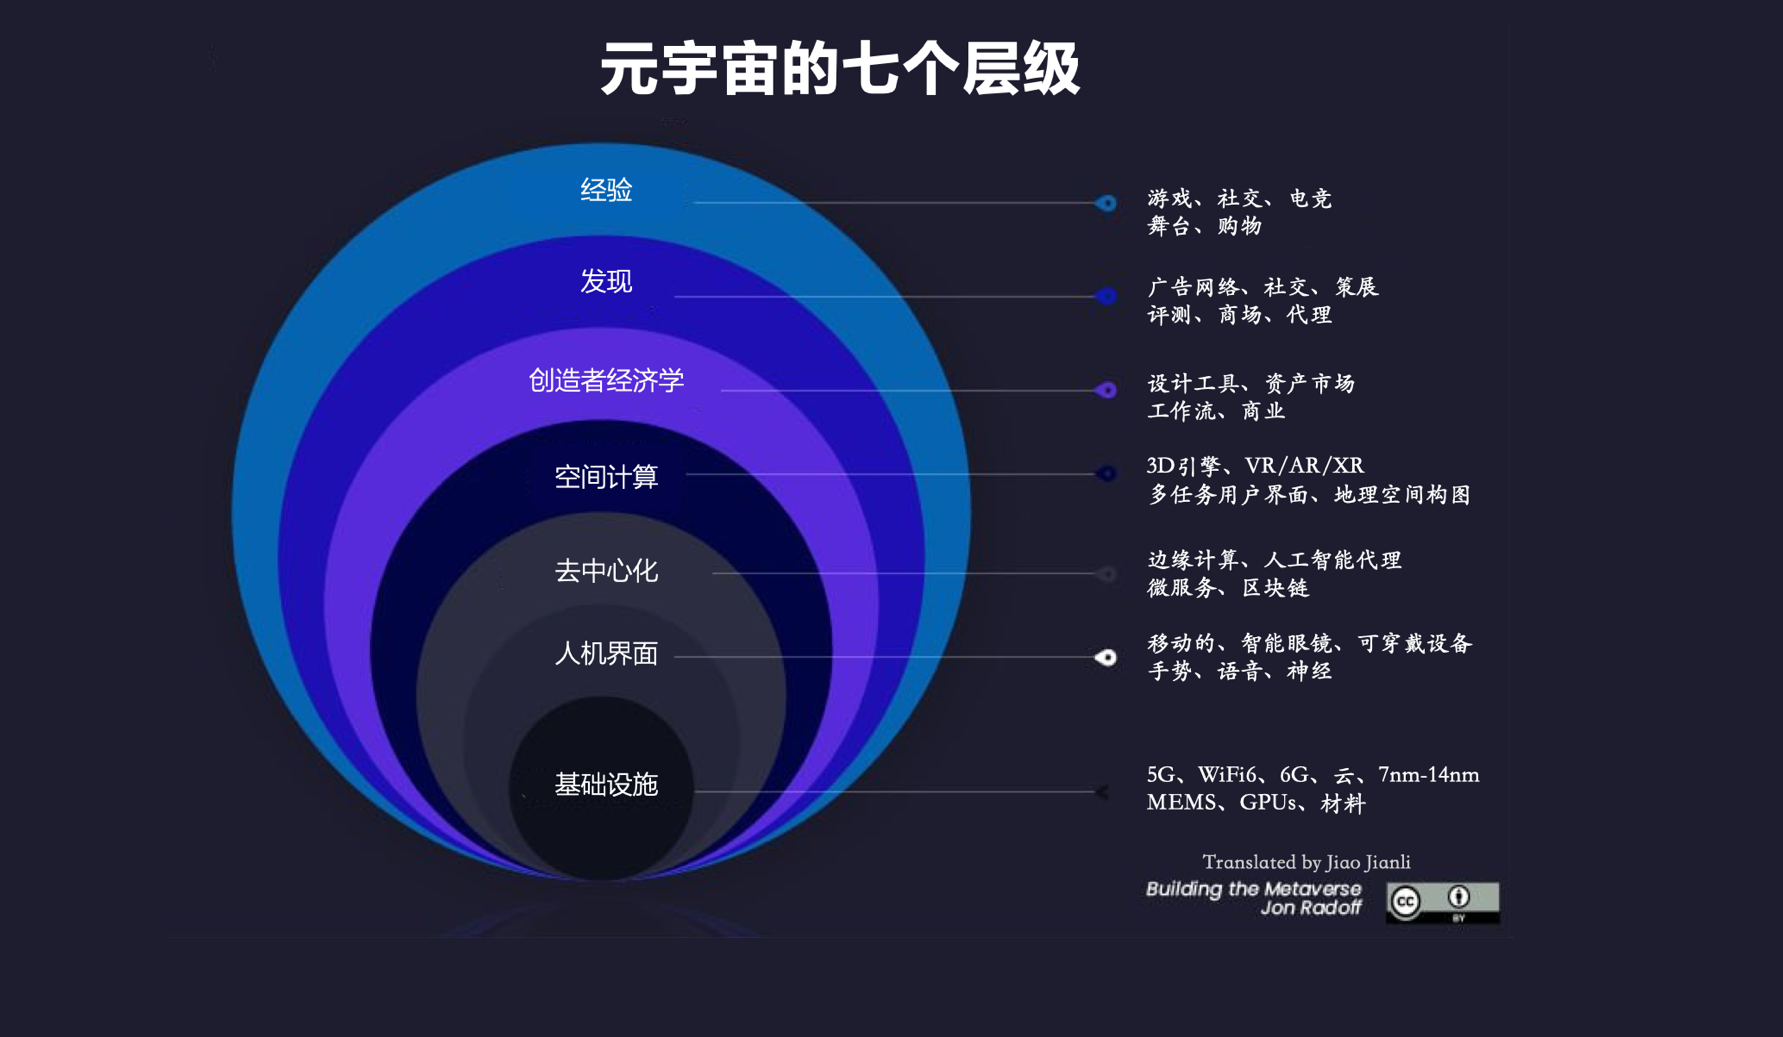 元宇宙的七个层级
经验
游戏、社交、电竞
舞台、购物
发现
广告网络、社交、策展
评测、商场、代理
创造者经济学
设计工具、资产市场
工作流、商业
空间计算
3D引擎、VR/AR/XR
多任务用户界面、地理空间构图
去中心化
边缘计算、人工智能代理
微服务、区块链
人机界面
移动的、智能眼镜、可穿戴设备
手势、语音、神经
基础设施
5G、WiFi6、6G、云、7nm-14nm
MEMS、GPUs、材料
Translated by Jiao Jianli
Building the Metaverse
Jon Radoff
cc
BY